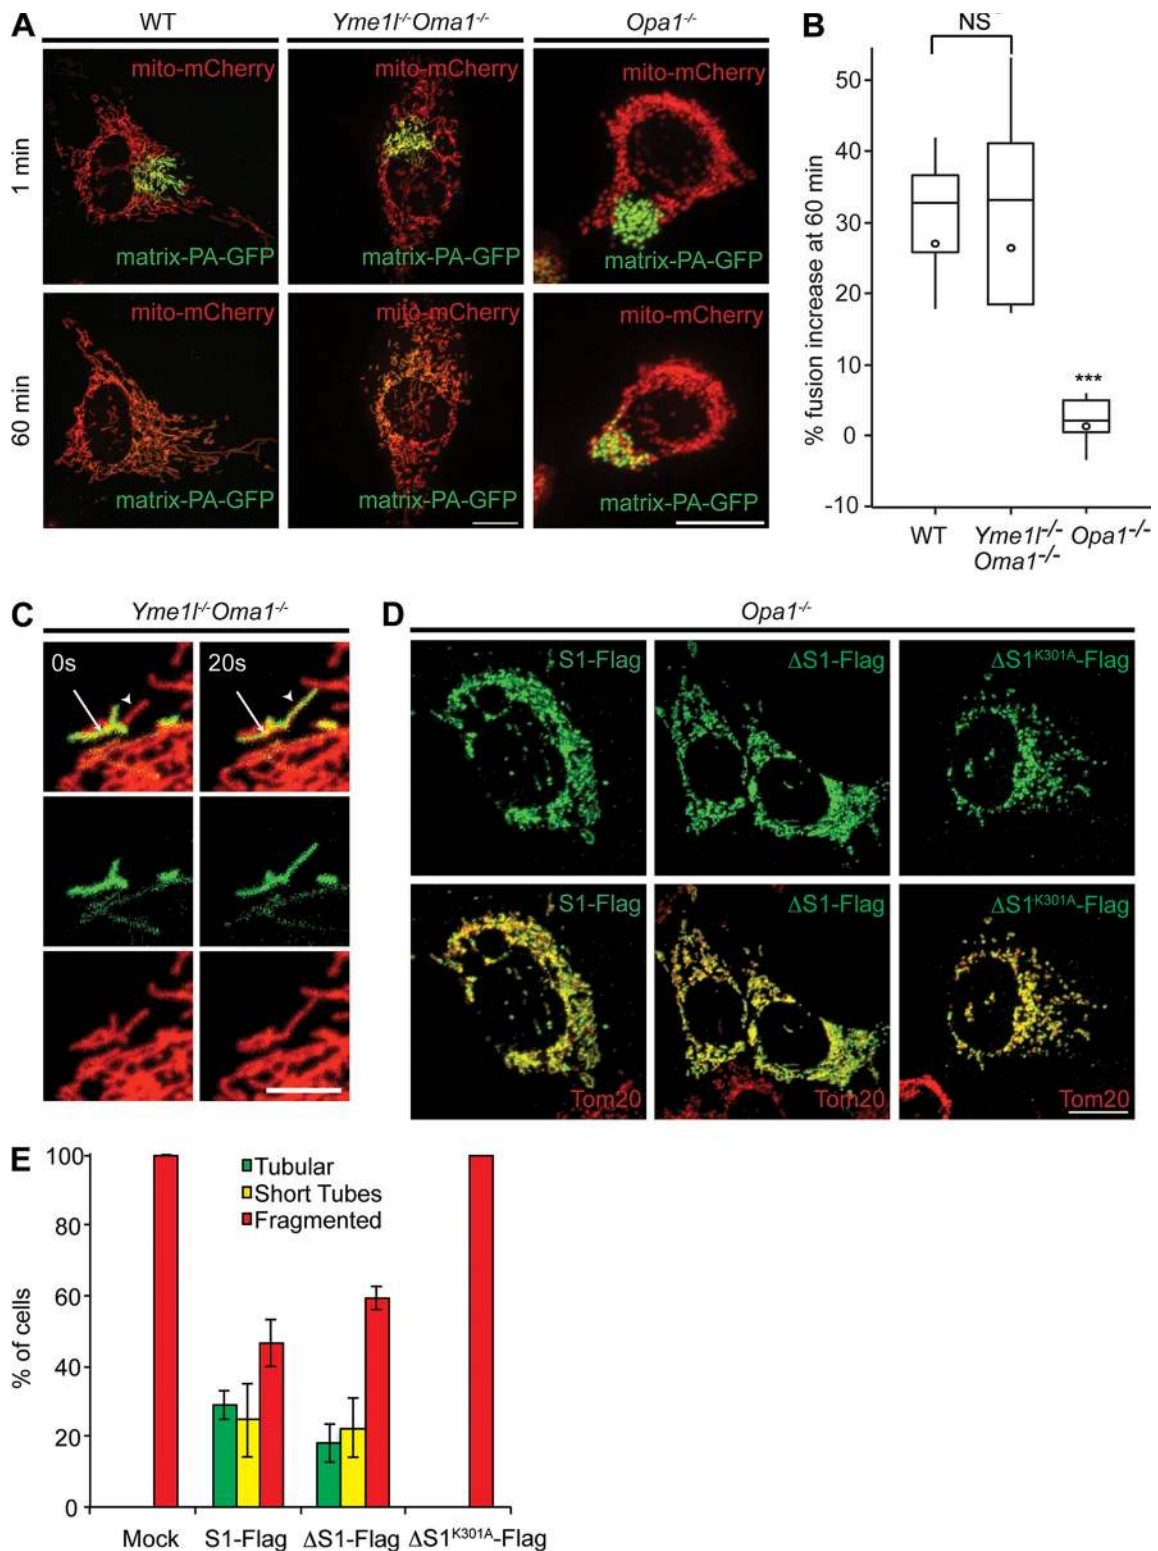 A
WT
Yme1l-/-Oma1-/-
Opa1-/-
1 min
mito-mCherry
matrix-PA-GFP
mito-mCherry
matrix-PA-GFP
mito-mCherry
matrix-PA-GFP
60 min
mito-mCherry
matrix-PA-GFP
mito-mCherry
matrix-PA-GFP
mito-mCherry
matrix-PA-GFP
B
NS
% fusion increase at 60 min
50
40
30
20
10
0
-10
***
WT
Yme1l-/-
Oma1-/-
Opa1-/-
C
Yme1l-/-Oma1-/-
0s
20s
D
Opa1-/-
S1-Flag
ΔS1-Flag
ΔS1K301A-Flag
S1-Flag
Tom20
ΔS1-Flag
Tom20
ΔS1K301A-Flag
Tom20
E
% of cells
100
80
60
40
20
0
Tubular
Short Tubes
Fragmented
Mock
S1-Flag
ΔS1-Flag
ΔS1K301A-Flag